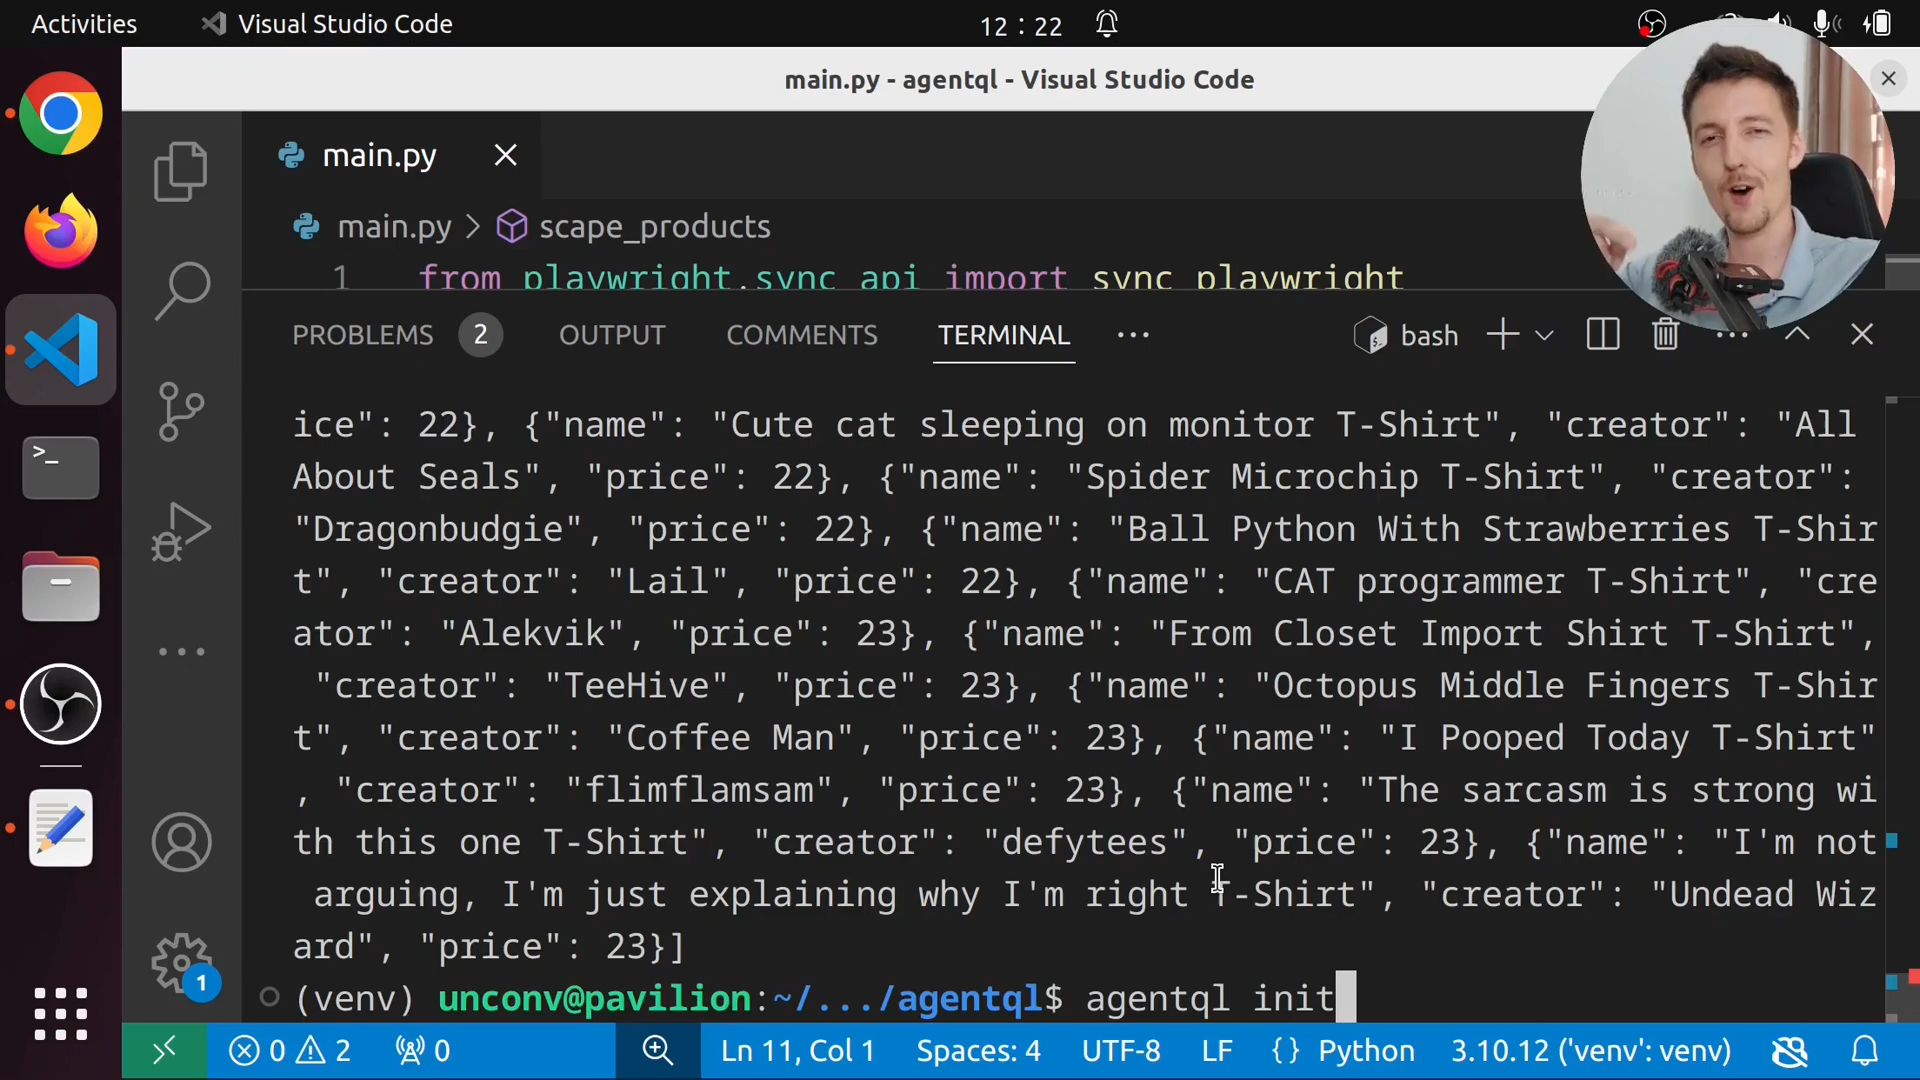 Activities
Visual Studio Code
12 : 22
main.py - agentql - Visual Studio Code
main.py
main.py > scape_products
1 from playwright.sync_api import sync_playwright
PROBLEMS 2 OUTPUT COMMENTS TERMINAL ···
bash
ice": 22}, {"name": "Cute cat sleeping on monitor T-Shirt", "creator": "All
About Seals", "price": 22}, {"name": "Spider Microchip T-Shirt", "creator":
"Dragonbudgie", "price": 22}, {"name": "Ball Python With Strawberries T-Shir
t", "creator": "Lail", "price": 22}, {"name": "CAT programmer T-Shirt", "cre
ator": "Alekvik", "price": 23}, {"name": "From Closet Import Shirt T-Shirt",
"creator": "TeeHive", "price": 23}, {"name": "Octopus Middle Fingers T-Shir
t", "creator": "Coffee Man", "price": 23}, {"name": "I Pooped Today T-Shirt"
, "creator": "flimflamsam", "price": 23}, {"name": "The sarcasm is strong wi
th this one T-Shirt", "creator": "defytees", "price": 23}, {"name": "I'm not
arguing, I'm just explaining why I'm right T-Shirt", "creator": "Undead Wiz
ard", "price": 23}]
(venv) unconv@pavilion:~/.../agentql$ agentql init
1
0 2 0 Ln 11, Col 1 Spaces: 4 UTF-8 LF {} Python 3.10.12 ('venv': venv)